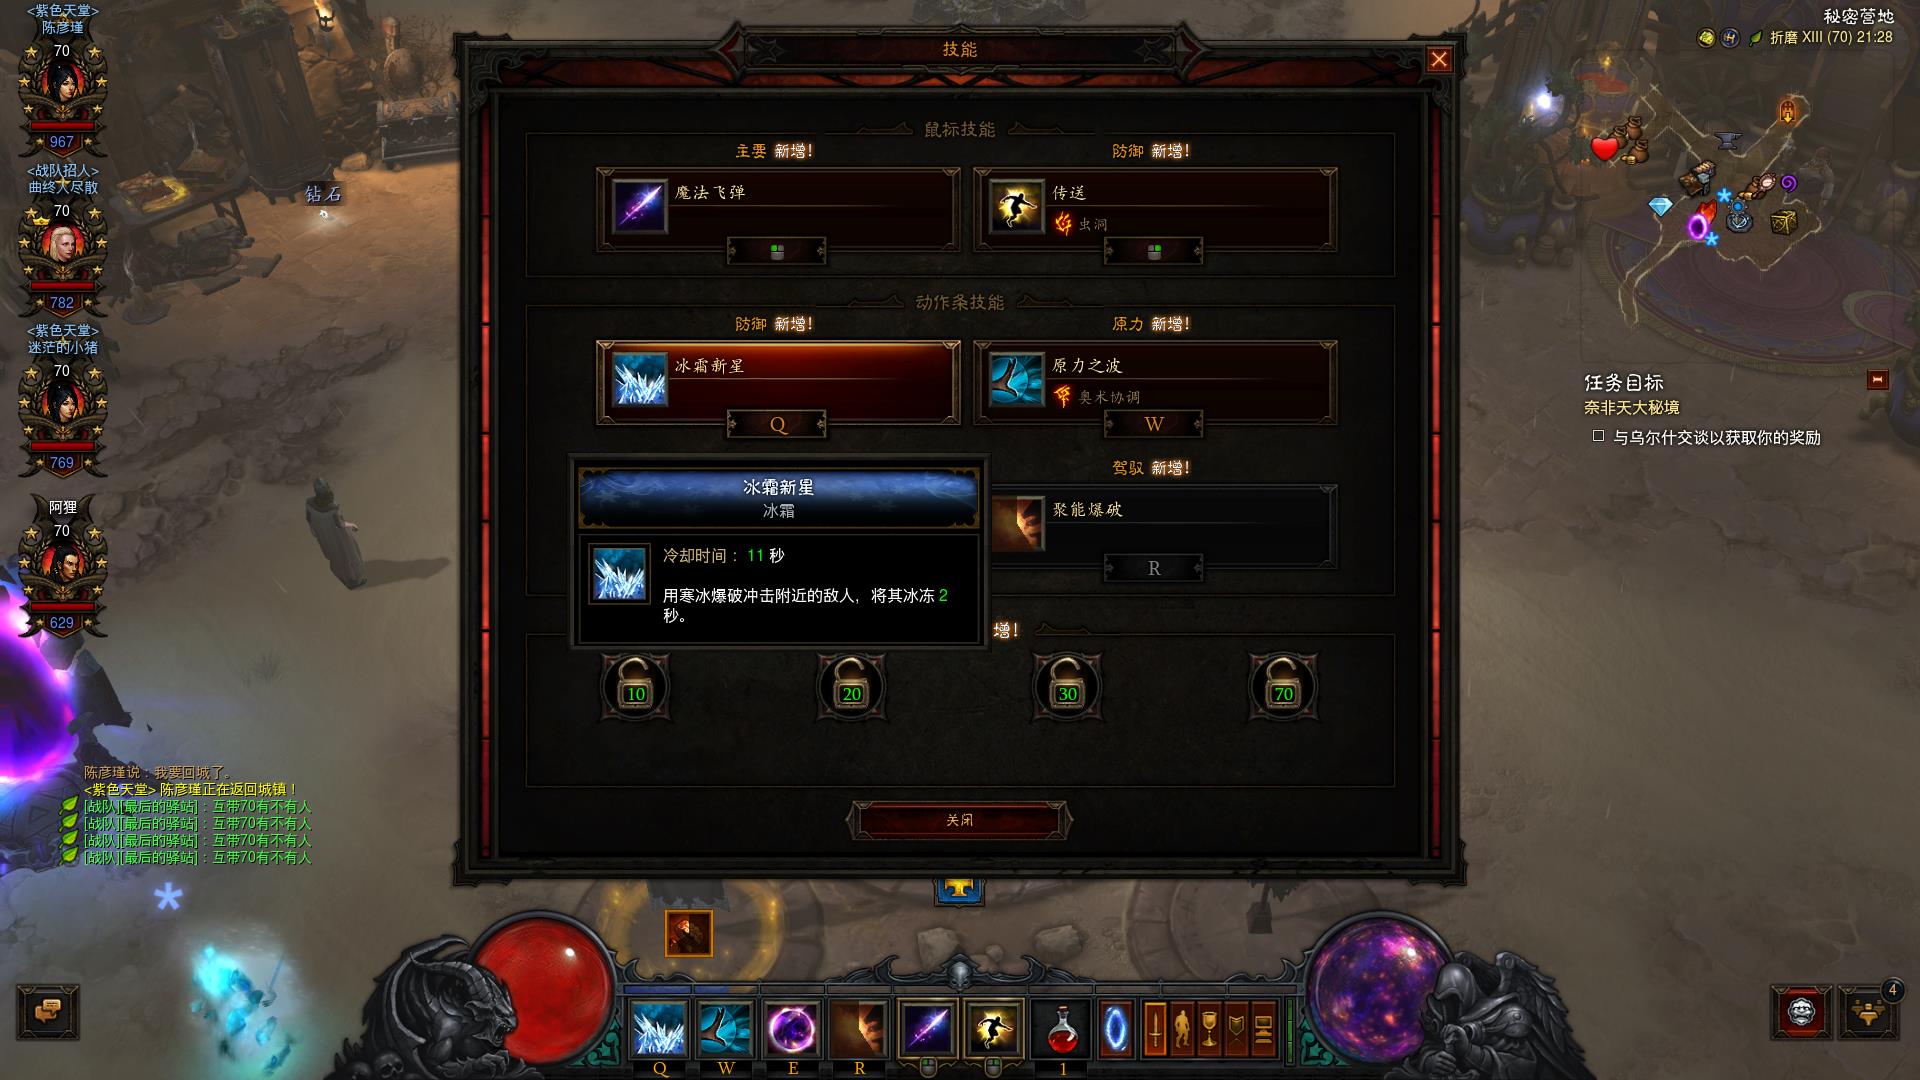 <紫色天堂>
陈彦瑾
70
967
<战队招人>
曲终人尽散
70
782
<紫色天堂>
迷茫的小猪
70
769
阿狸
70
629
钻石
技能
鼠标技能
主要 新增!
防御 新增!
魔法飞弹
传送
虫洞
动作条技能
防御 新增!
原力 新增!
冰霜新星
原力之波
奥术协调
Q
W
驾驭 新增!
冰霜新星
冰霜
聚能爆破
冷却时间：11 秒
用寒冰爆破冲击附近的敌人，将其冰冻 2
秒。
R
增!
10
20
30
70
关闭
秘密营地
折磨 XIII (70) 21:28
任务目标
奈非天大秘境
与乌尔什交谈以获取你的奖励
陈彦瑾说：我要回城了。
<紫色天堂> 陈彦瑾正在返回城镇！
[战队][最后的驿站]：互带70有不有人
[战队][最后的驿站]：互带70有不有人
[战队][最后的驿站]：互带70有不有人
[战队][最后的驿站]：互带70有不有人
Q
W
E
R
1
4